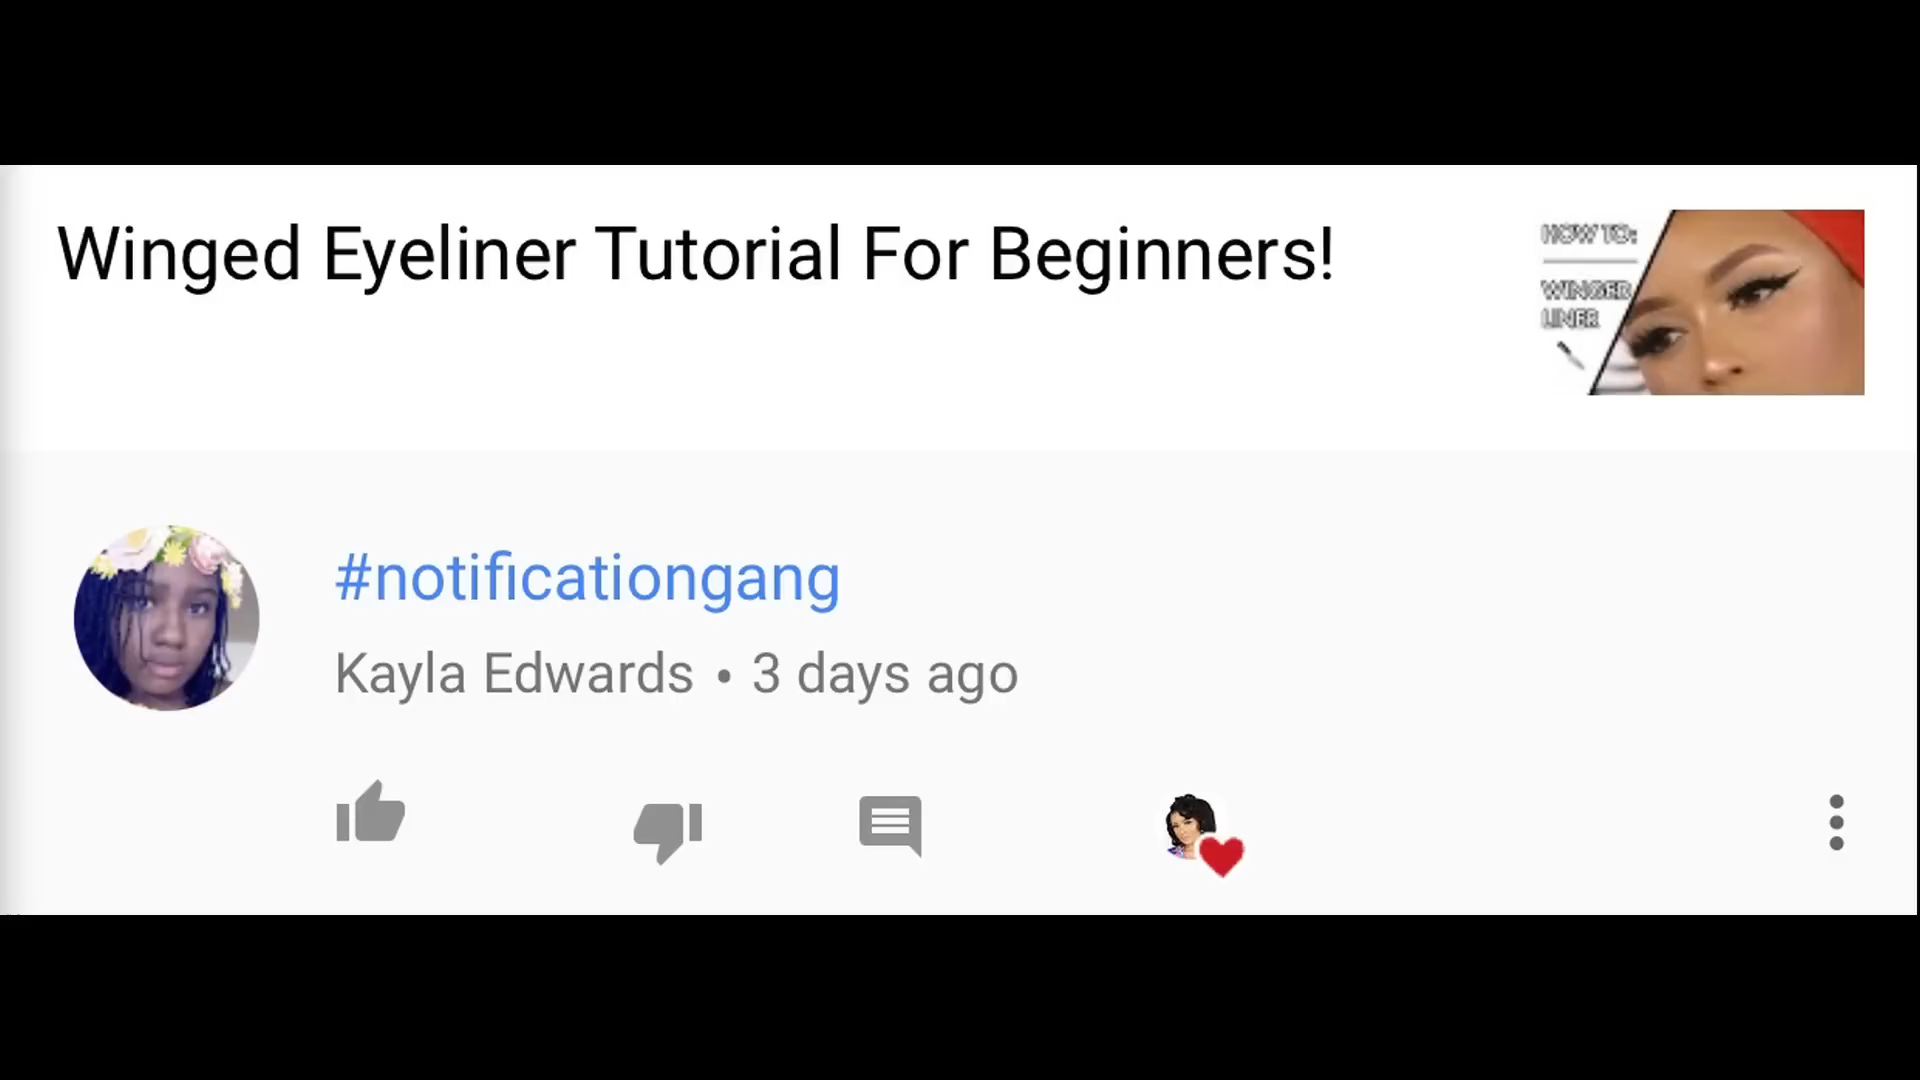 Winged Eyeliner Tutorial For Beginners!
HOW TO:
WINGED
LINER
#notificationgang
Kayla Edwards • 3 days ago